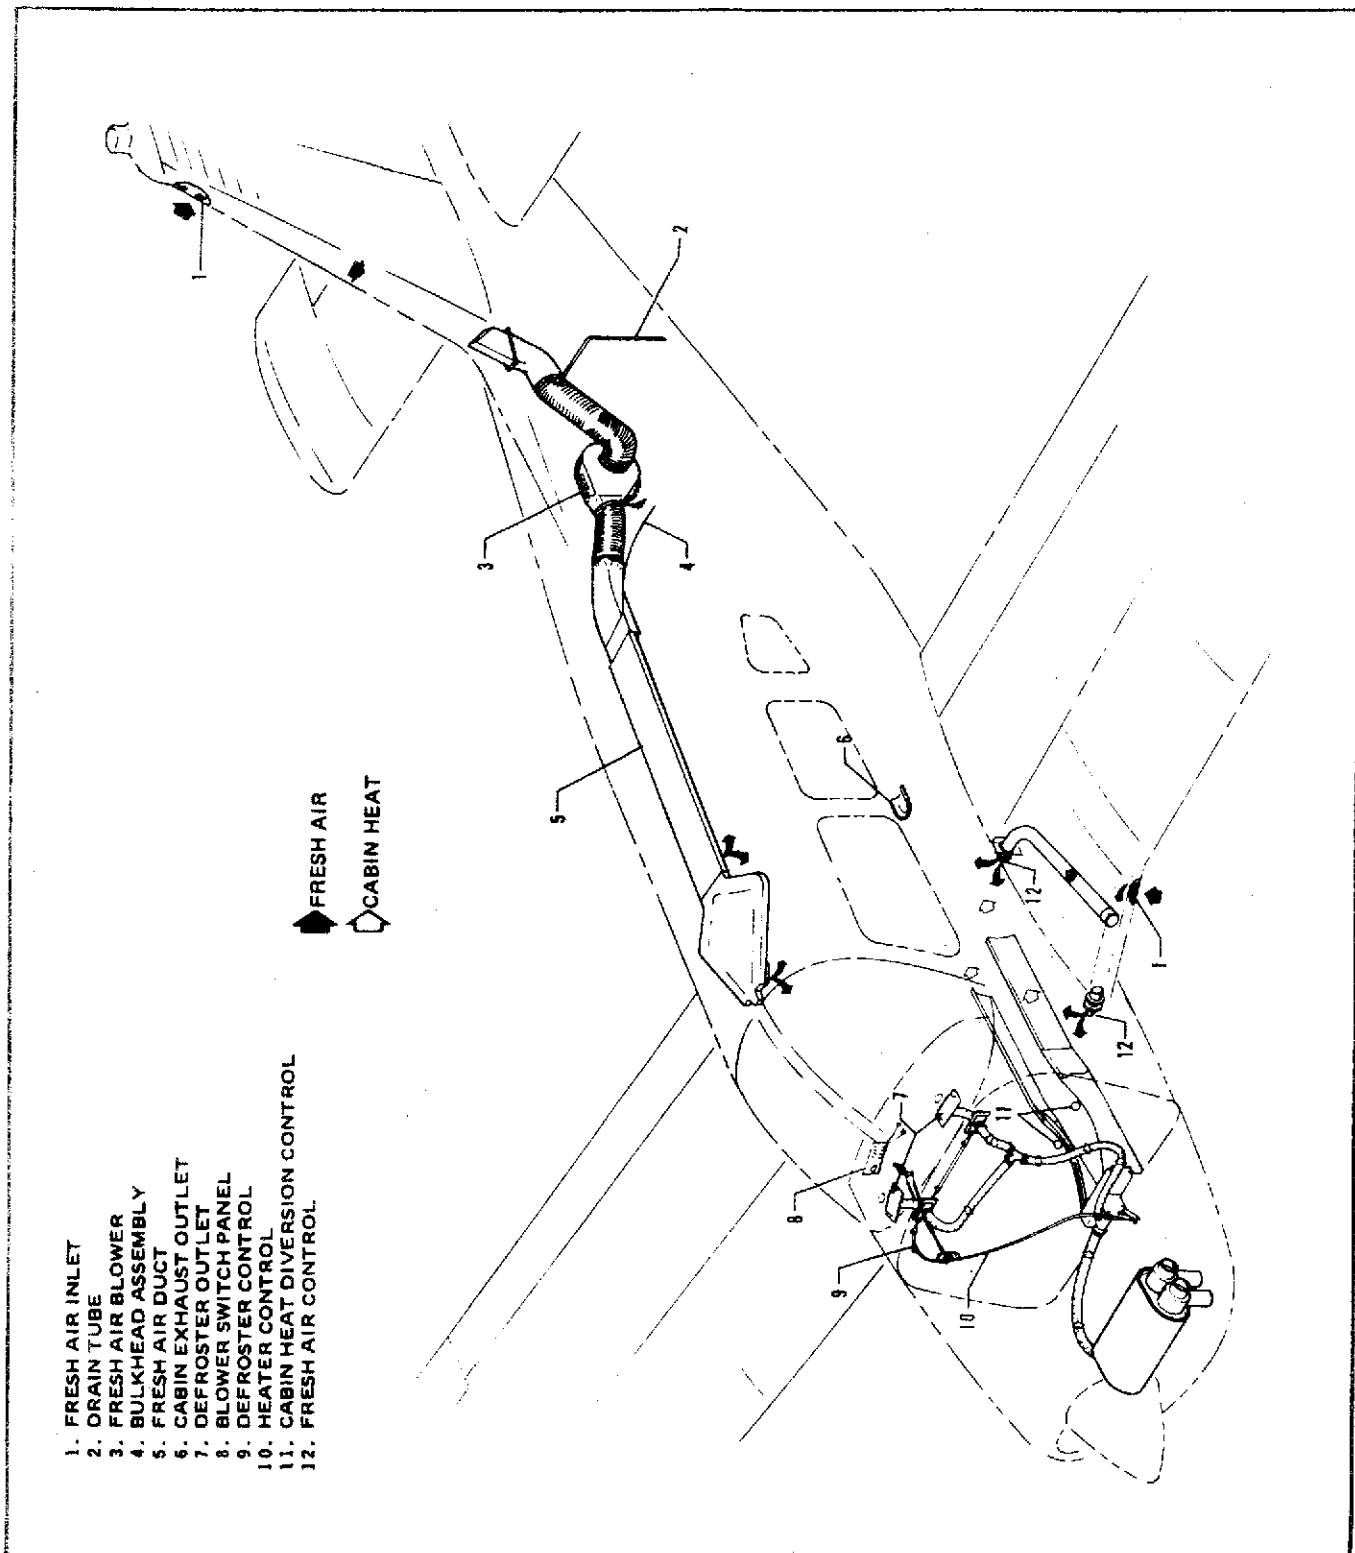 1. FRESH AIR INLET
2. DRAIN TUBE
3. FRESH AIR BLOWER
4. BULKHEAD ASSEMBLY
5. FRESH AIR DUCT
6. CABIN EXHAUST OUTLET
7. DEFROSTER OUTLET
8. BLOWER SWITCH PANEL
9. DEFROSTER CONTROL
10. HEATER CONTROL
11. CABIN HEAT DIVERSION CONTROL
12. FRESH AIR CONTROL
FRESH AIR
CABIN HEAT
1
2
3
4
5
6
7
8
9
10
11
12
12
1